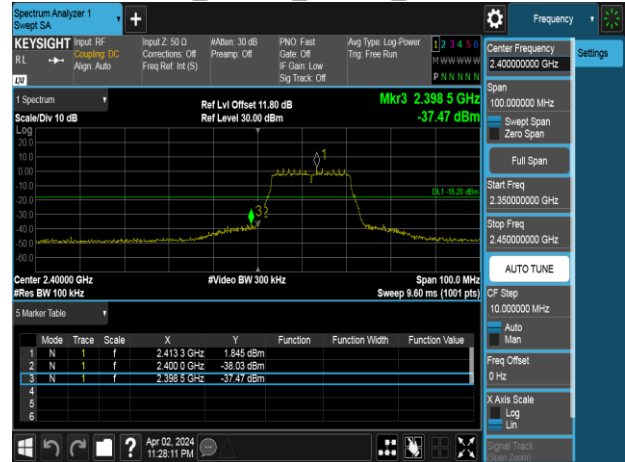 Spectrum Analyzer 1
Swept SA
Frequency
KEYSIGHT
RL
LXI
Input: RF
Coupling: DC
Align: Auto
Input Z: 50 Ω
Corrections: Off
Freq Ref: Int (S)
#Atten: 30 dB
Preamp: Off
PNO: Fast
Gate: Off
IF Gain: Low
Sig Track: Off
Avg Type: Log-Power
Trig: Free Run
1 2 3 4 5 6
M W W W W W
P N N N N N
1 Spectrum
Scale/Div 10 dB
Ref Lvl Offset 11.80 dB
Ref Level 30.00 dBm
Mkr3 2.398 5 GHz
-37.47 dBm
Log
20.0
10.0
0.00
-10.0
-20.0
-30.0
-40.0
-50.0
-60.0
1
DL1 -18.20 dBm
3 2
Center 2.40000 GHz
#Res BW 100 kHz
#Video BW 300 kHz
Span 100.0 MHz
Sweep 9.60 ms (1001 pts)
5 Marker Table
Mode Trace Scale X Y Function Function Width Function Value
1 N 1 f 2.413 3 GHz 1.845 dBm
2 N 1 f 2.400 0 GHz -38.03 dBm
3 N 1 f 2.398 5 GHz -37.47 dBm
4
5
6
Apr 02, 2024
11:28:11 PM
Center Frequency
2.400000000 GHz
Settings
Span
100.000000 MHz
Swept Span
Zero Span
Full Span
Start Freq
2.350000000 GHz
Stop Freq
2.450000000 GHz
AUTO TUNE
CF Step
10.000000 MHz
Auto
Man
Freq Offset
0 Hz
X Axis Scale
Log
Lin
Signal Track
(Span Zoom)